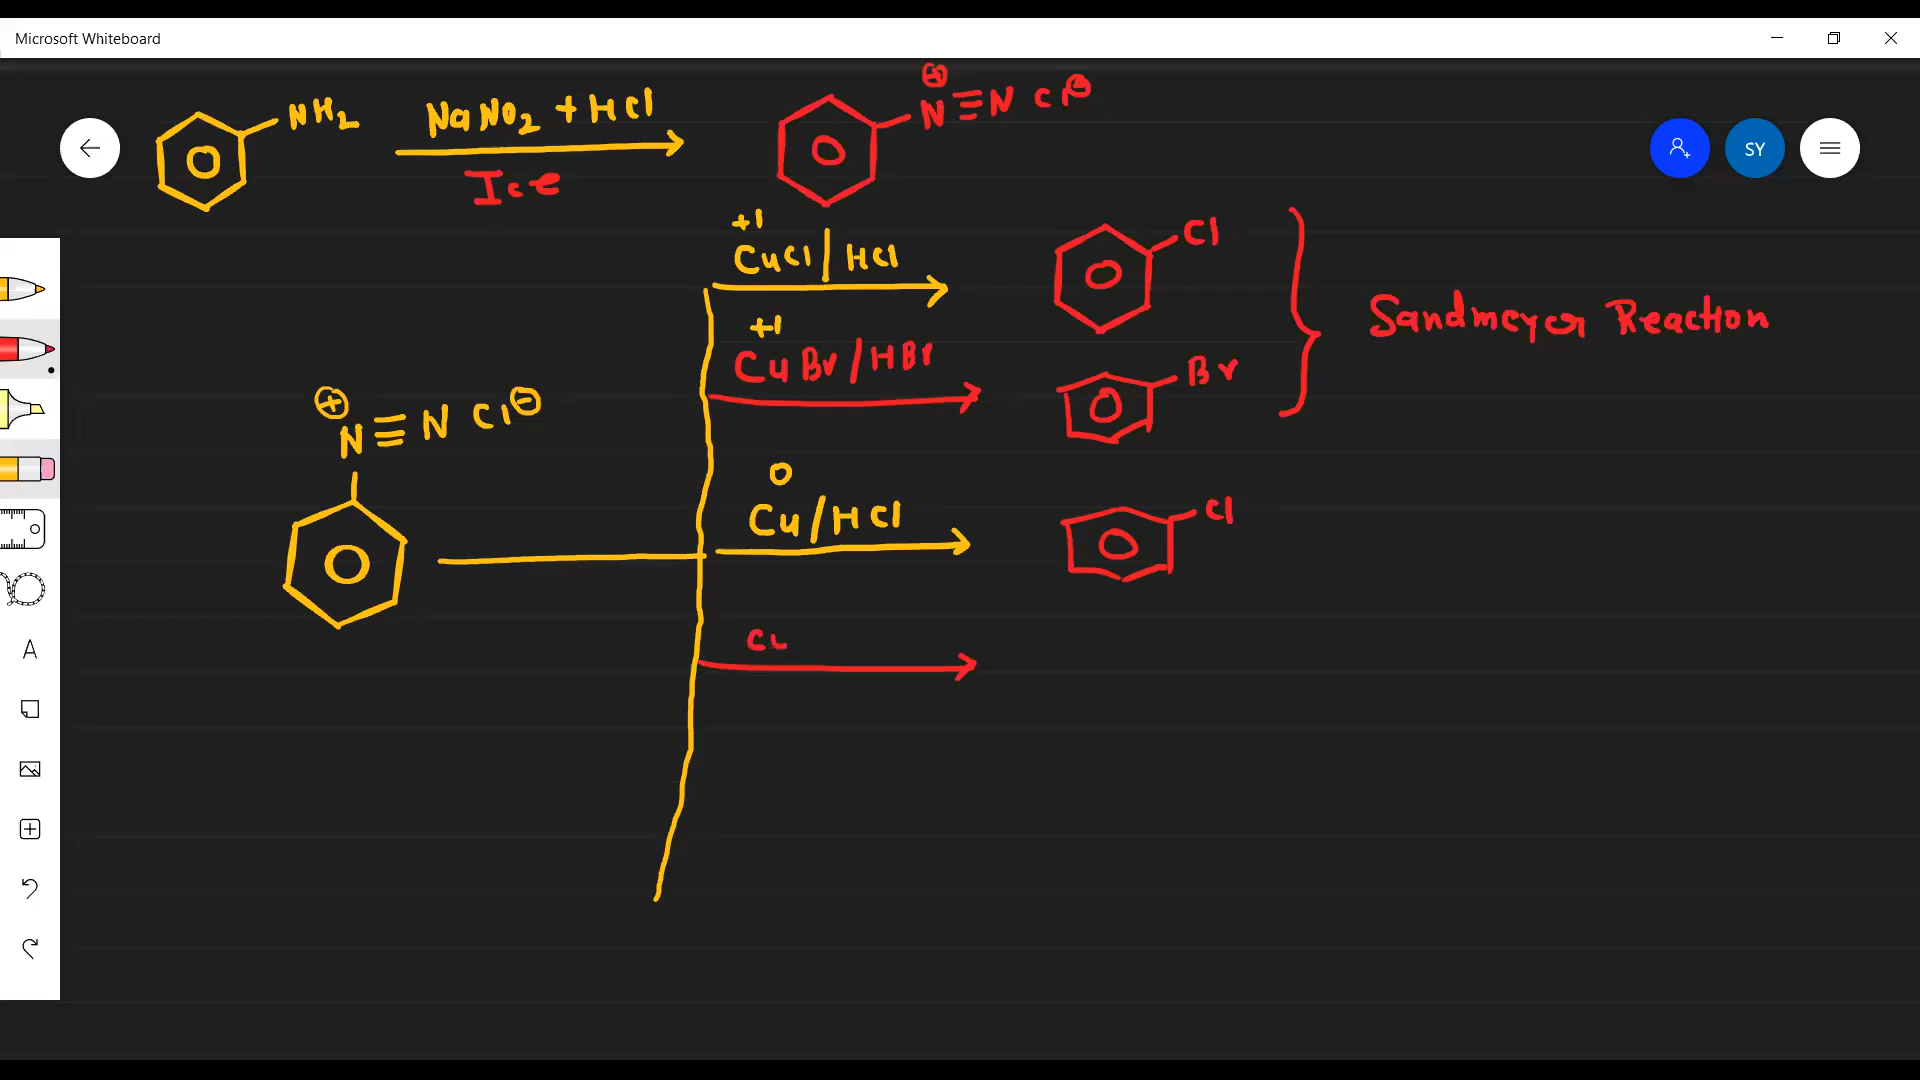 Microsoft Whiteboard
NH2 NaNO2 + HCl ⊕ N≡N Cl⊖
Ice
SY
+1
CuCl / HCl Cl
+1
CuBr / HBr Br
Sandmeyer Reaction
⊕ N≡N Cl⊖
0
Cu / HCl Cl
Cu
A